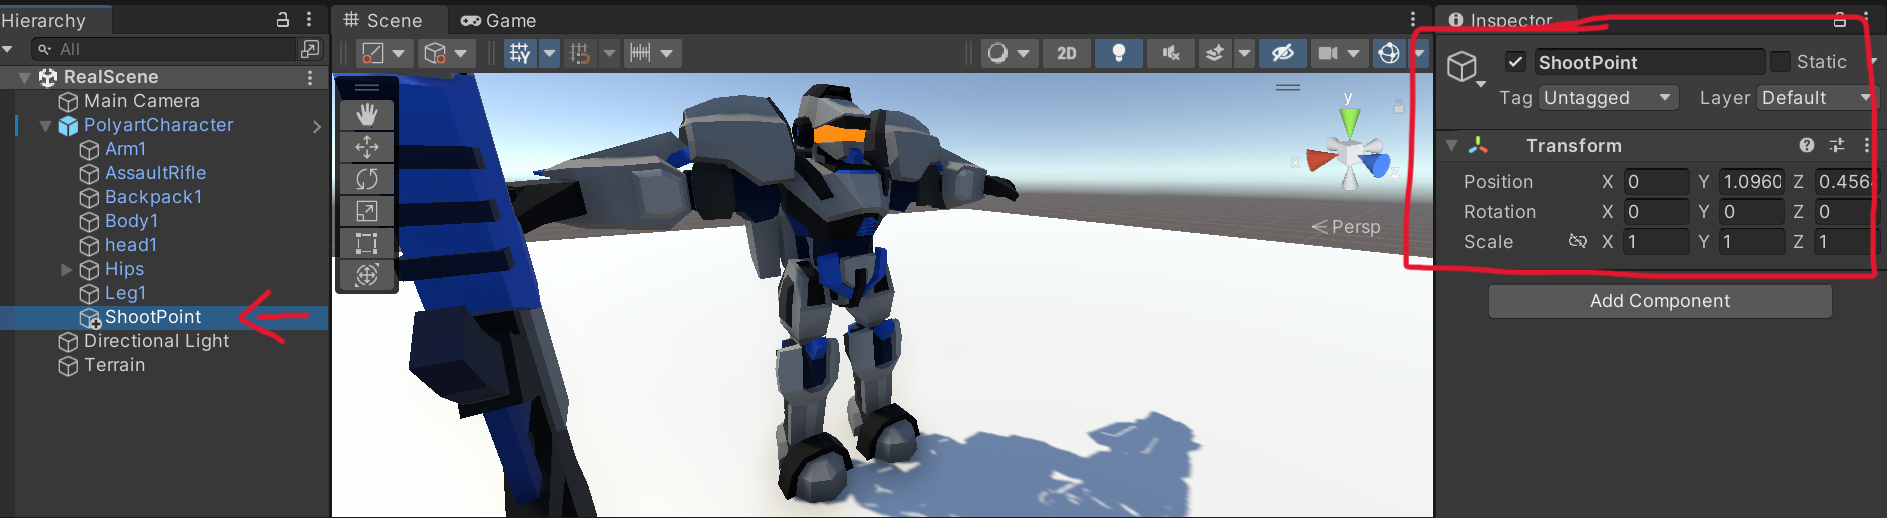 Hierarchy
All
RealScene
Main Camera
PolyartCharacter
Arm1
AssaultRifle
Backpack1
Body1
head1
Hips
Leg1
ShootPoint
Directional Light
Terrain
Scene Game
2D
y
x
z
Persp
Inspector
ShootPoint Static
Tag Untagged Layer Default
Transform
Position X 0 Y 1.0960 Z 0.456
Rotation X 0 Y 0 Z 0
Scale X 1 Y 1 Z 1
Add Component